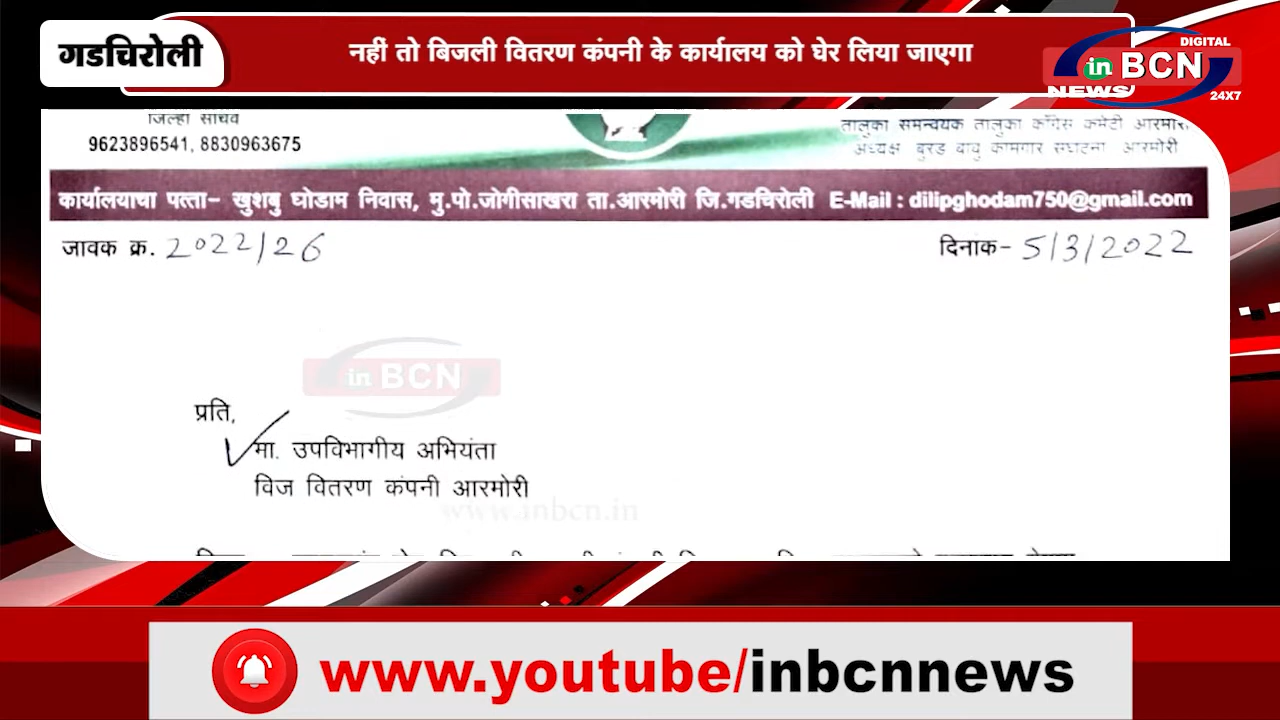 गडचिरोली
नहीं तो बिजली वितरण कंपनी के कार्यालय को घेर लिया जाएगा
DIGITAL
in BCN
NEWS
24X7
जिल्हा सचिव
9623896541, 8830963675
तालुका समन्वयक तालुका काँग्रेस कमेटी आरमोरी
अध्यक्ष बुरड बांबु कामगार संघटना आरमोरी
कार्यालयाचा पत्ता- खुशबु घोडाम निवास, मु.पो.जोगीसाखरा ता.आरमोरी जि.गडचिरोली E-Mail : dilipghodam750@gmail.com
जावक क्र. 2022/26
दिनांक- 5/3/2022
in BCN
प्रति,
मा. उपविभागीय अभियंता
विज वितरण कंपनी आरमोरी
www.inbcn.in
www.youtube/inbcnnews